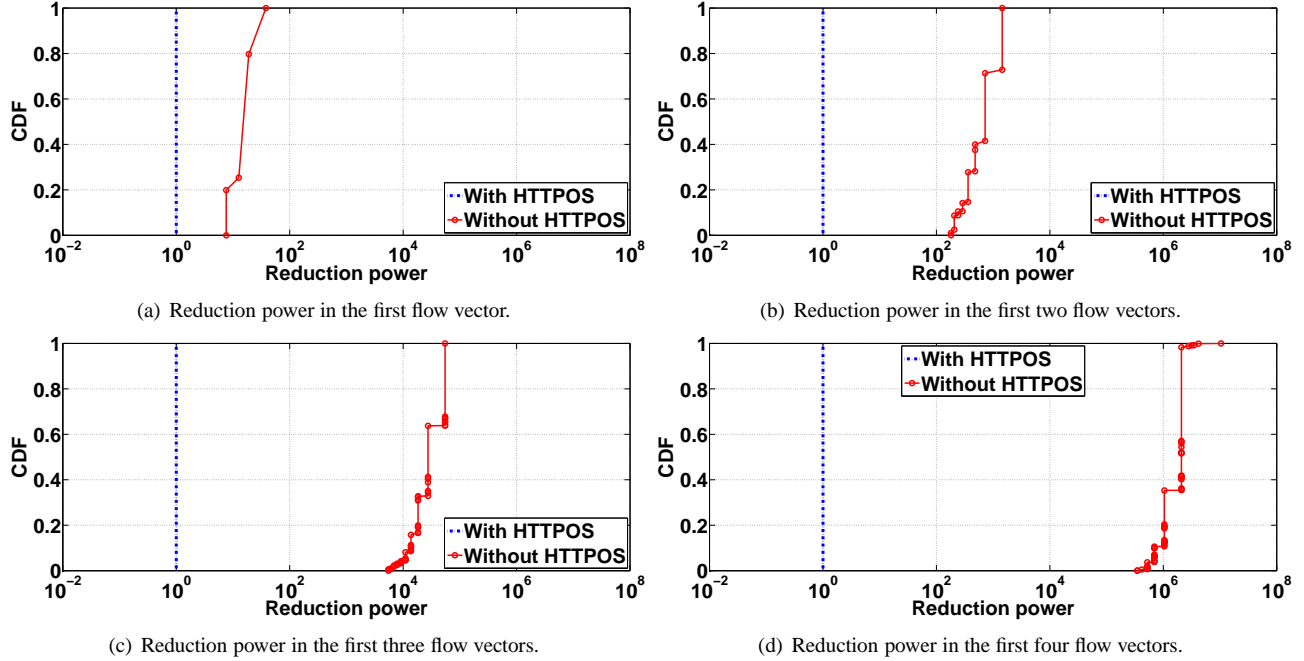 1
0.8
0.6
0.4
0.2
0
CDF
With HTTPOS
Without HTTPOS
10^−2 10^0 10^2 10^4 10^6 10^8
Reduction power
(a) Reduction power in the first flow vector.
1
0.8
0.6
0.4
0.2
0
CDF
With HTTPOS
Without HTTPOS
10^−2 10^0 10^2 10^4 10^6 10^8
Reduction power
(b) Reduction power in the first two flow vectors.
1
0.8
0.6
0.4
0.2
0
CDF
With HTTPOS
Without HTTPOS
10^−2 10^0 10^2 10^4 10^6 10^8
Reduction power
(c) Reduction power in the first three flow vectors.
1
0.8
0.6
0.4
0.2
0
CDF
With HTTPOS
Without HTTPOS
10^−2 10^0 10^2 10^4 10^6 10^8
Reduction power
(d) Reduction power in the first four flow vectors.